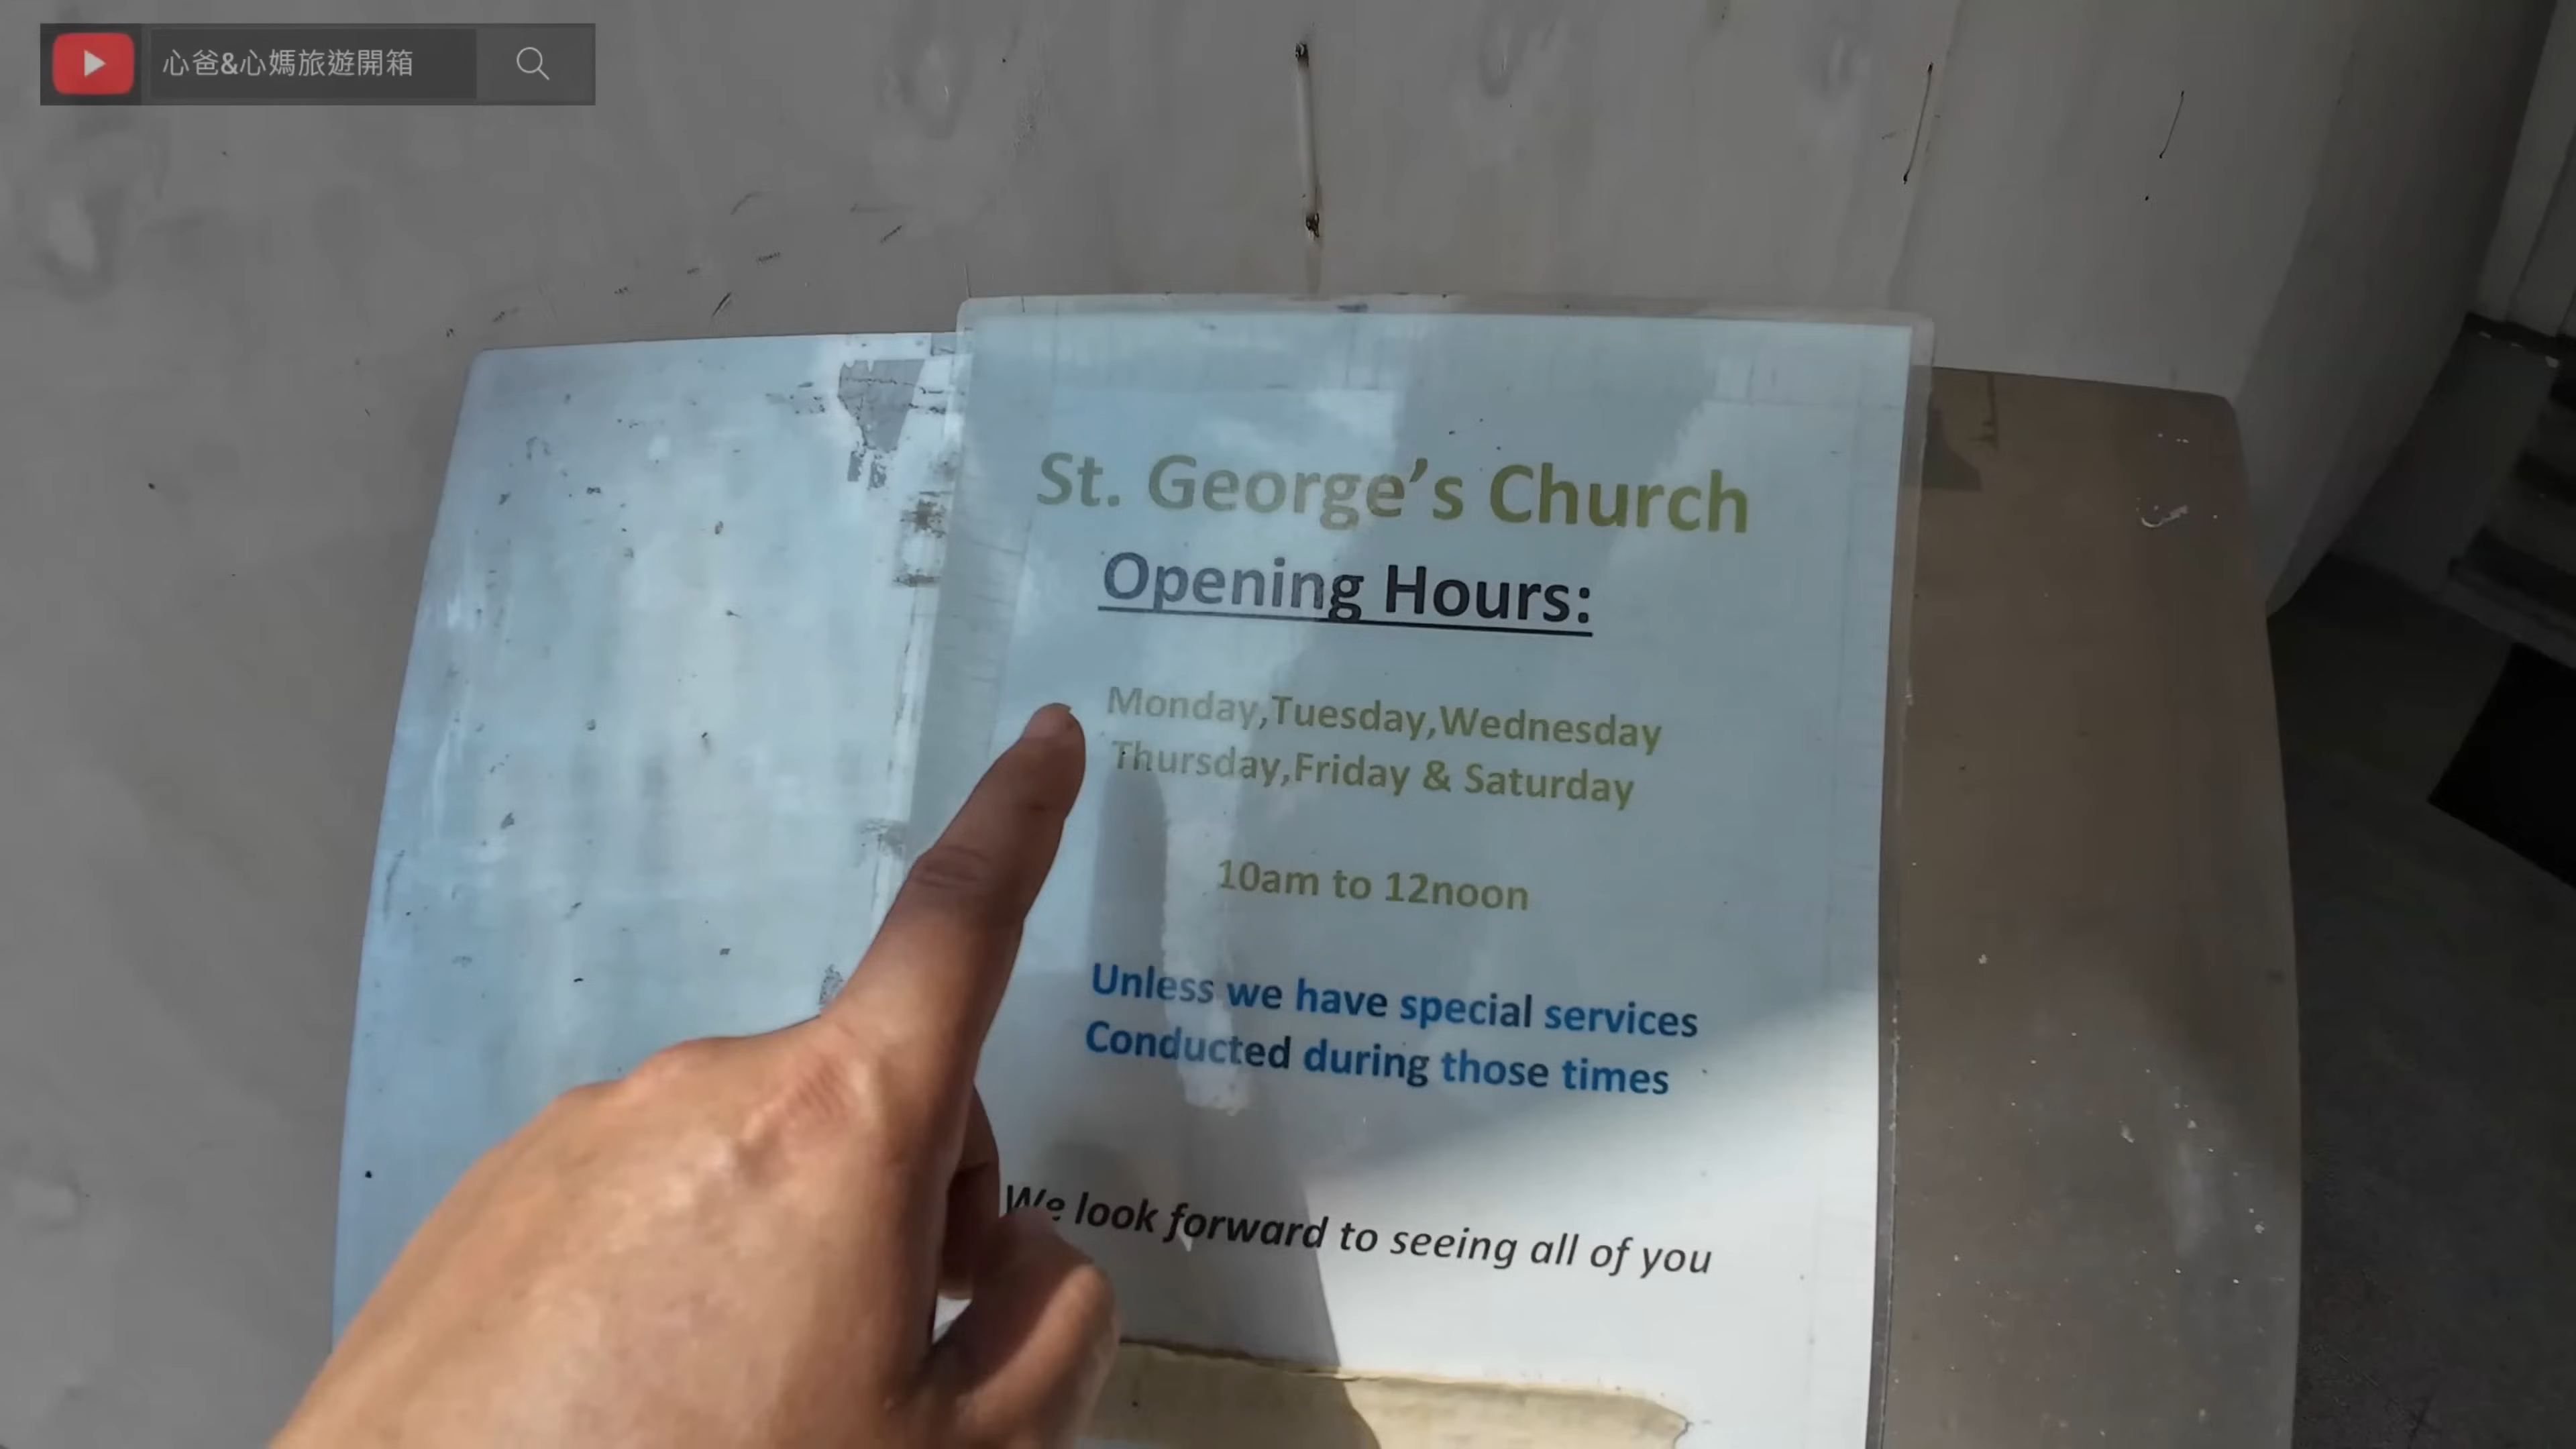 心爸&心媽旅遊開箱
St. George's Church
Opening Hours:
Monday,Tuesday,Wednesday
Thursday,Friday & Saturday
10am to 12noon
Unless we have special services
Conducted during those times
We look forward to seeing all of you